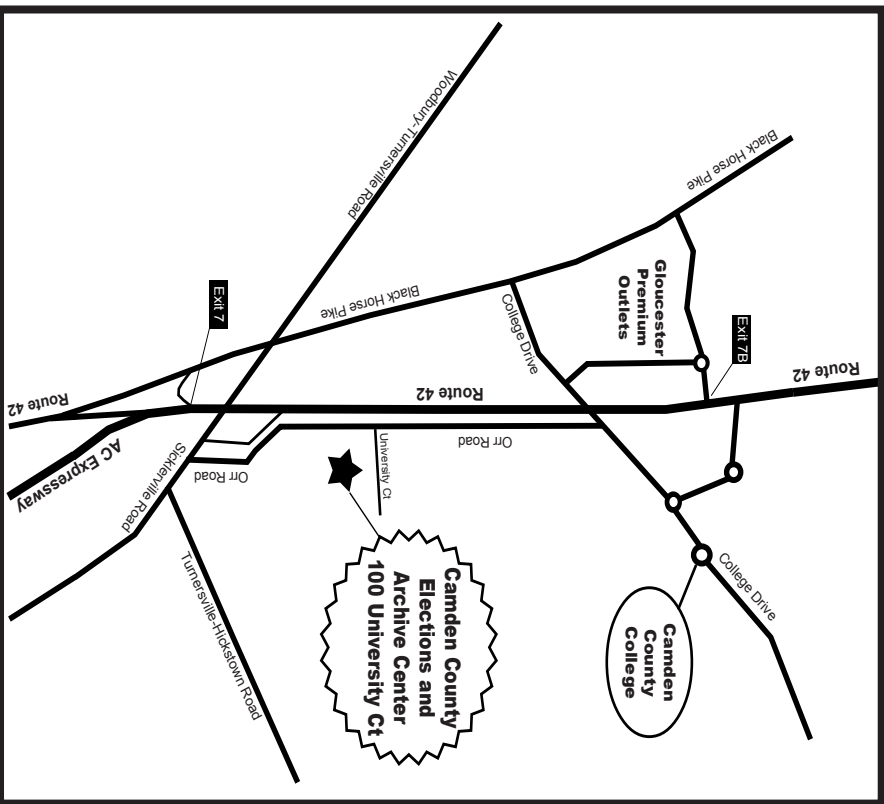 Woodbury-Turnersville Road
Black Horse Pike
Gloucester
Premium
Outlets
Exit 7B
Exit 7
Black Horse Pike
College Drive
Route 42
Route 42
Route 42
AC Expressway
Sicklerville Road
Orr Road
Orr Road
University Ct
Turnersville-Hickstown Road
Camden County
Elections and
Archive Center
100 University Ct
College Drive
Camden
County
College